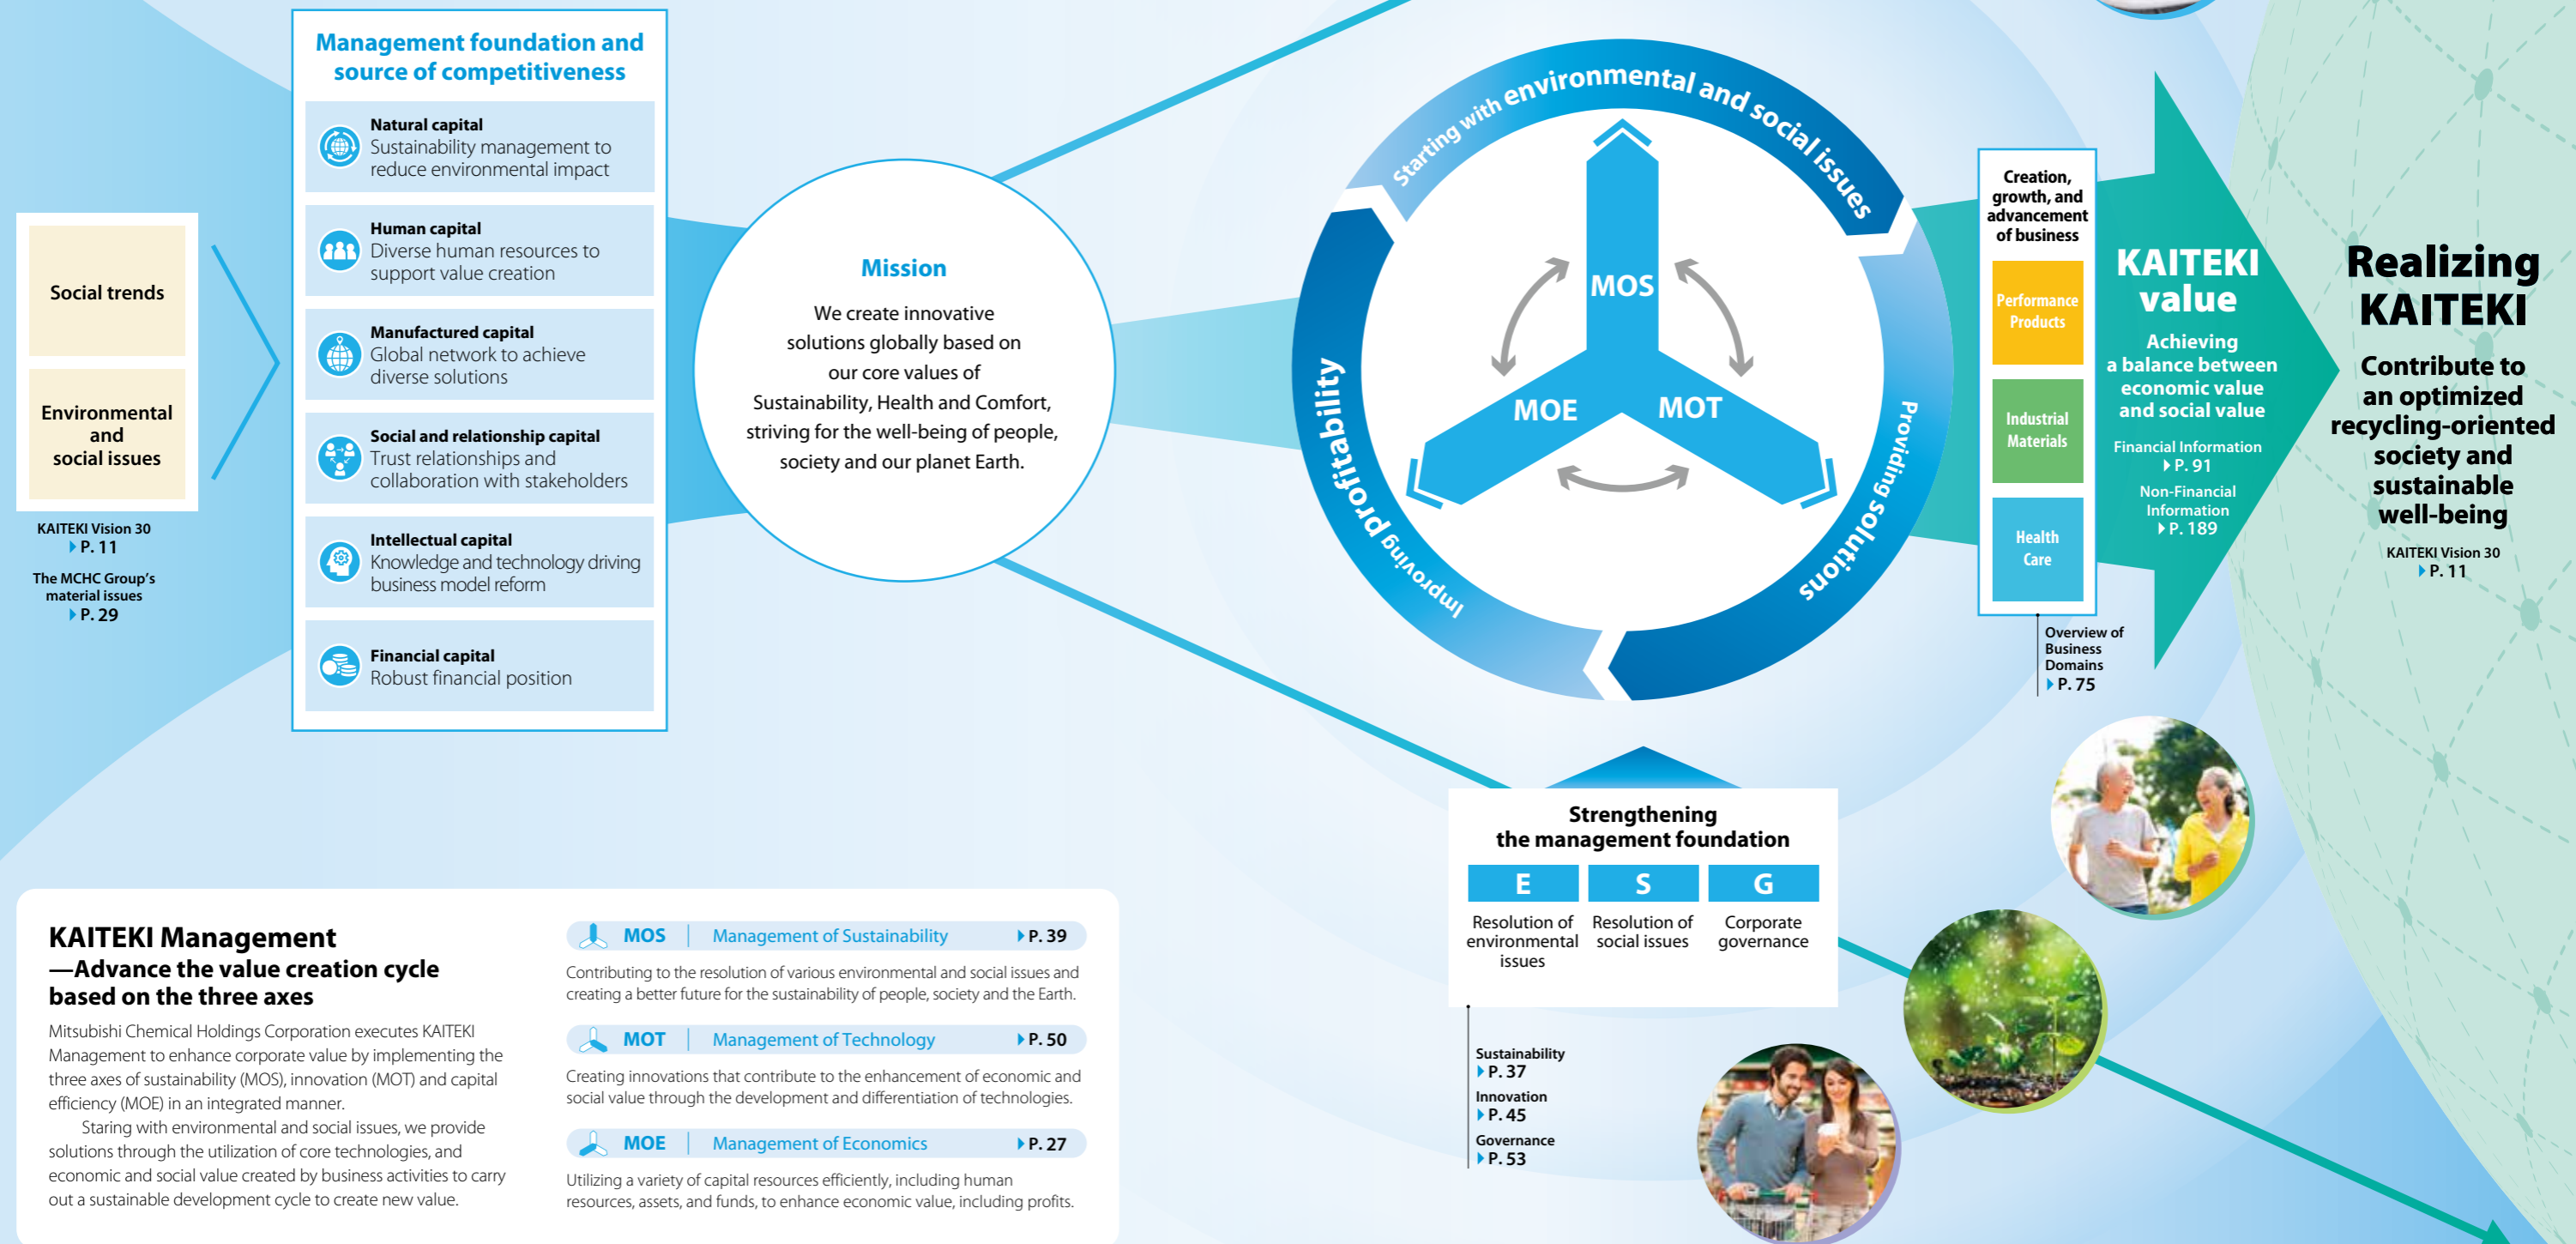 Social trends
Environmental
and
social issues
KAITEKI Vision 30
P. 11
The MCHC Group's
material issues
P. 29
Management foundation and
source of competitiveness
Natural capital
Sustainability management to
reduce environmental impact
Human capital
Diverse human resources to
support value creation
Manufactured capital
Global network to achieve
diverse solutions
Social and relationship capital
Trust relationships and
collaboration with stakeholders
Intellectual capital
Knowledge and technology driving
business model reform
Financial capital
Robust financial position
Mission
We create innovative
solutions globally based on
our core values of
Sustainability, Health and Comfort,
striving for the well-being of people,
society and our planet Earth.
Starting with environmental and social issues
Providing solutions
Improving profitability
MOS
MOE
MOT
Creation,
growth, and
advancement
of business
Performance
Products
Industrial
Materials
Health
Care
Overview of
Business
Domains
P. 75
KAITEKI
value
Achieving
a balance between
economic value
and social value
Financial Information
P. 91
Non-Financial
Information
P. 189
Realizing
KAITEKI
Contribute to
an optimized
recycling-oriented
society and
sustainable
well-being
KAITEKI Vision 30
P. 11
Strengthening
the management foundation
E
Resolution of
environmental
issues
S
Resolution of
social issues
G
Corporate
governance
Sustainability
P. 37
Innovation
P. 45
Governance
P. 53
KAITEKI Management
—Advance the value creation cycle
based on the three axes
Mitsubishi Chemical Holdings Corporation executes KAITEKI
Management to enhance corporate value by implementing the
three axes of sustainability (MOS), innovation (MOT) and capital
efficiency (MOE) in an integrated manner.
Staring with environmental and social issues, we provide
solutions through the utilization of core technologies, and
economic and social value created by business activities to carry
out a sustainable development cycle to create new value.
MOS Management of Sustainability P. 39
Contributing to the resolution of various environmental and social issues and
creating a better future for the sustainability of people, society and the Earth.
MOT Management of Technology P. 50
Creating innovations that contribute to the enhancement of economic and
social value through the development and differentiation of technologies.
MOE Management of Economics P. 27
Utilizing a variety of capital resources efficiently, including human
resources, assets, and funds, to enhance economic value, including profits.